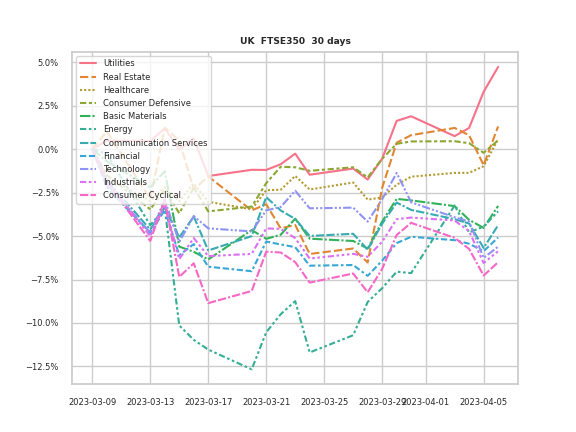 UK FTSE350 30 days
5.0%
2.5%
0.0%
−2.5%
−5.0%
−7.5%
−10.0%
−12.5%
Utilities
Real Estate
Healthcare
Consumer Defensive
Basic Materials
Energy
Communication Services
Financial
Technology
Industrials
Consumer Cyclical
2023-03-09 2023-03-13 2023-03-17 2023-03-21 2023-03-25 2023-03-29 2023-04-01 2023-04-05